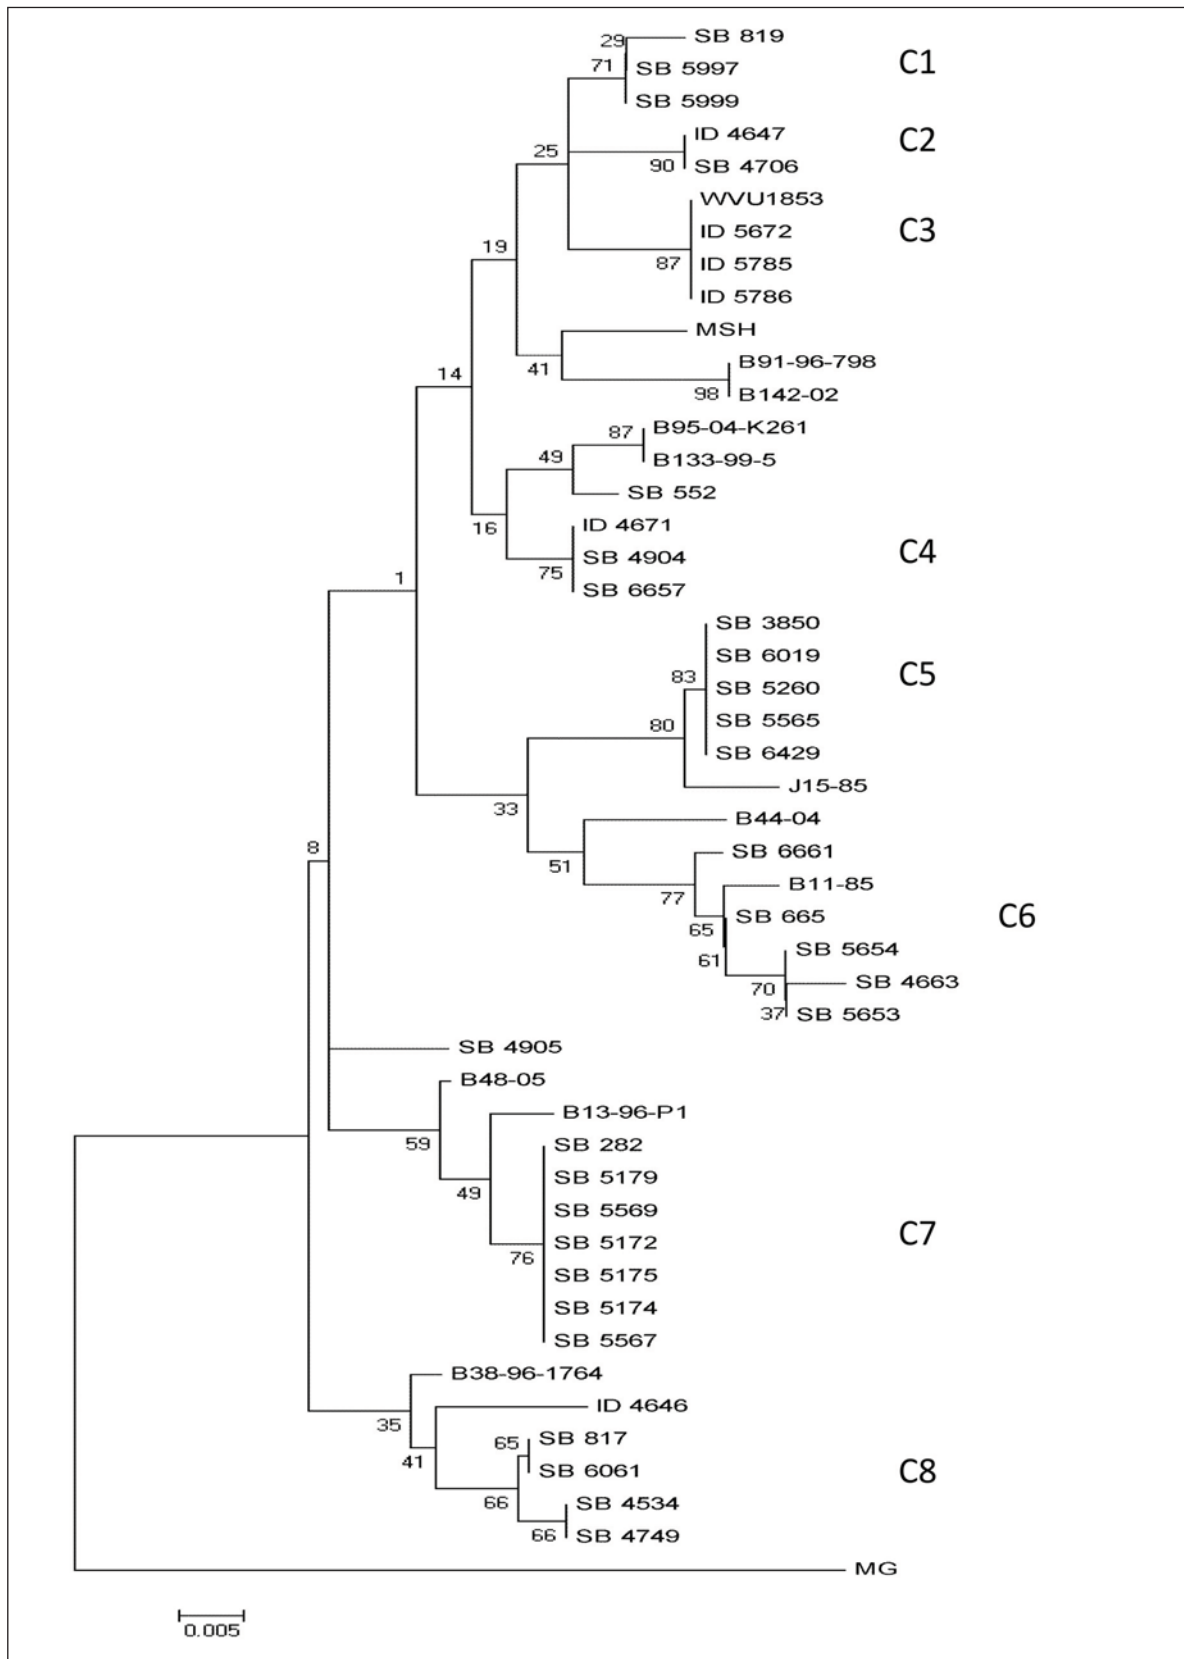 29
SB 819
71
SB 5997
C1
SB 5999
ID 4647
C2
25
90
SB 4706
WVU1853
ID 5672
C3
19
87
ID 5785
ID 5786
MSH
41
B91-96-798
14
98
B142-02
87
B95-04-K261
49
B133-99-5
SB 552
16
ID 4671
SB 4904
C4
75
1
SB 6657
SB 3850
SB 6019
83
C5
SB 5260
80
SB 5565
SB 6429
J15-85
33
B44-04
8
51
SB 6661
77
B11-85
65
SB 665
C6
61
SB 5654
70
SB 4663
37
SB 5653
SB 4905
B48-05
B13-96-P1
59
SB 282
SB 5179
49
SB 5569
C7
76
SB 5172
SB 5175
SB 5174
SB 5567
B38-96-1764
ID 4646
35
65
SB 817
41
SB 6061
C8
66
SB 4534
66
SB 4749
MG
0.005